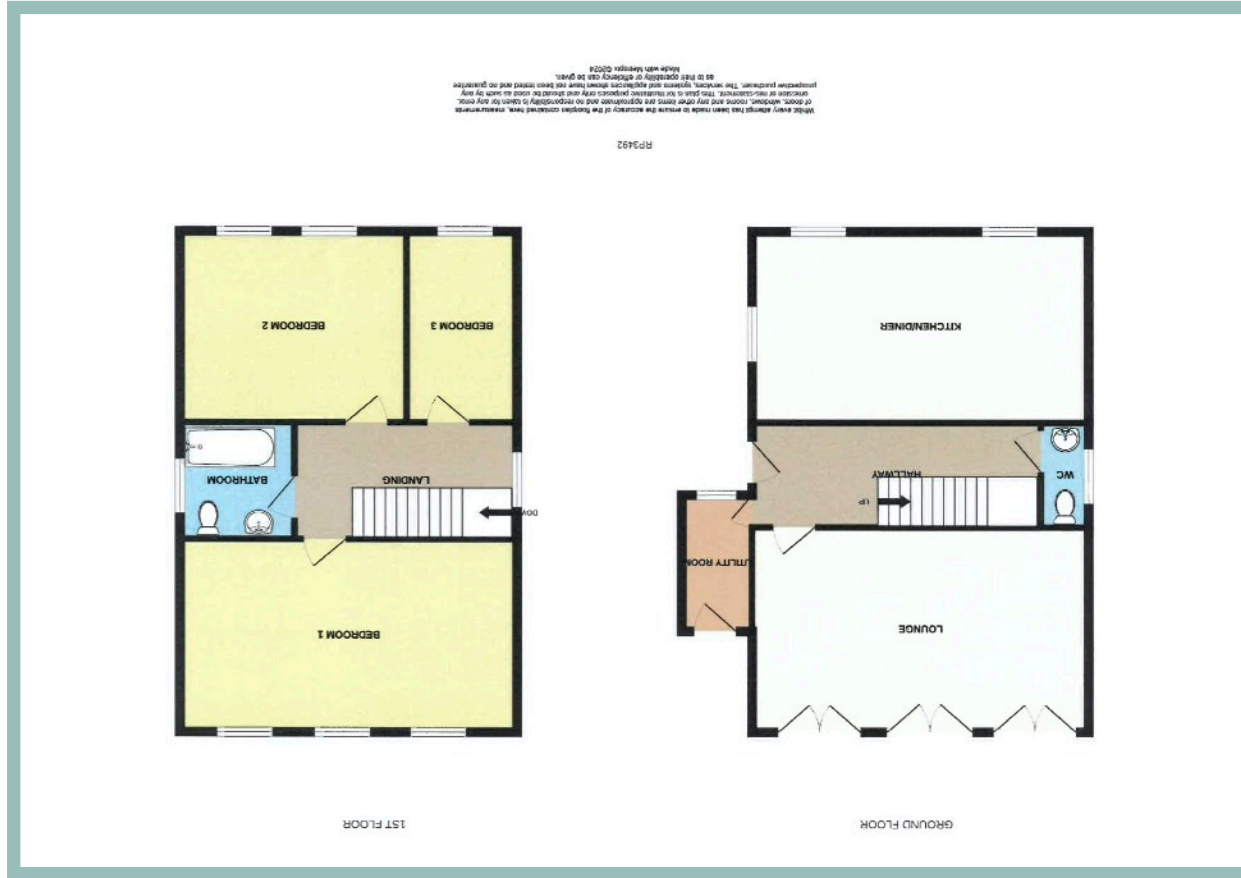 GROUND FLOOR
LOUNGE
UTILITY ROOM
UP
HALLWAY
WC
KITCHEN/DINER
1ST FLOOR
BEDROOM 1
DOWN
LANDING
BATHROOM
BEDROOM 3
BEDROOM 2
RP3492
Whilst every attempt has been made to ensure the accuracy of the floorplan contained here, measurements
of doors, windows, rooms and any other items are approximate and no responsibility is taken for any error,
omission or mis-statement. This plan is for illustrative purposes only and should be used as such by any
prospective purchaser. The services, systems and appliances shown have not been tested and no guarantee
as to their operability or efficiency can be given.
Made with Metropix ©2024